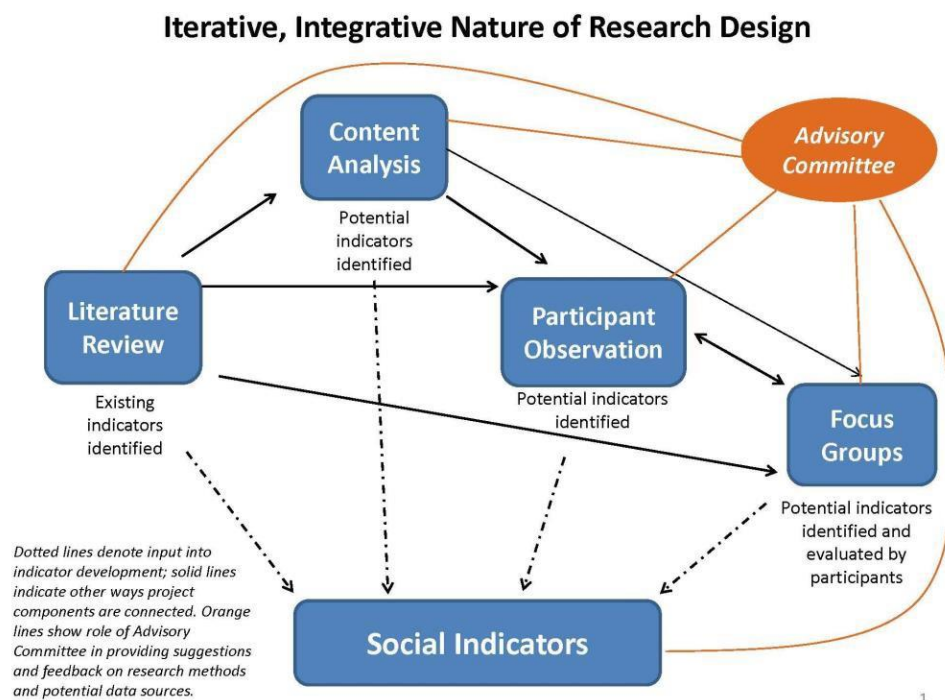 Iterative, Integrative Nature of Research Design
Content
Analysis
Advisory
Committee
Potential
indicators
identified
Literature
Review
Participant
Observation
Existing
indicators
identified
Potential indicators
identified
Focus
Groups
Potential indicators
identified and
evaluated by
participants
Dotted lines denote input into
indicator development; solid lines
indicate other ways project
components are connected. Orange
lines show role of Advisory
Committee in providing suggestions
and feedback on research methods
and potential data sources.
Social Indicators
1